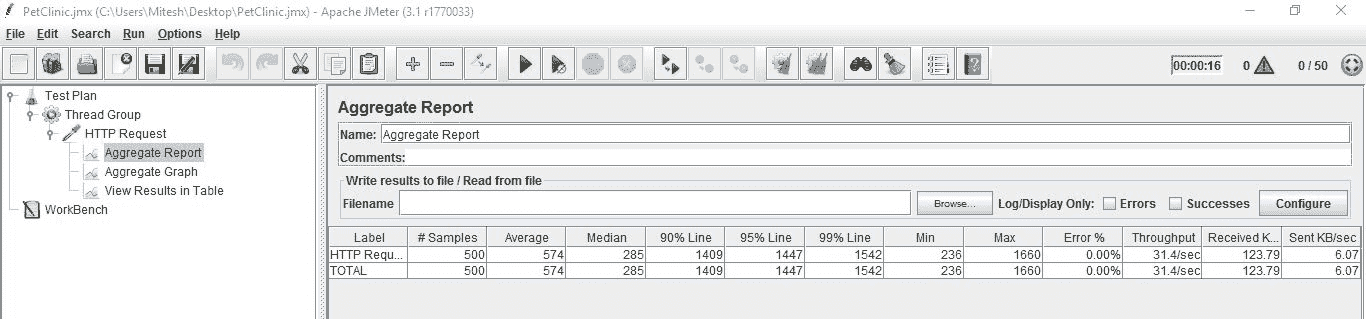 PetClinic.jmx (C:\Users\Mitesh\Desktop\PetClinic.jmx) - Apache JMeter (3.1 r1770033)
File Edit Search Run Options Help
00:00:16 0 0 / 50
Test Plan
Thread Group
HTTP Request
Aggregate Report
Aggregate Graph
View Results in Table
WorkBench
Aggregate Report
Name: Aggregate Report
Comments:
Write results to file / Read from file
Filename Browse... Log/Display Only: Errors Successes Configure
Label # Samples Average Median 90% Line 95% Line 99% Line Min Max Error % Throughput Received K... Sent KB/sec
HTTP Requ... 500 574 285 1409 1447 1542 236 1660 0.00% 31.4/sec 123.79 6.07
TOTAL 500 574 285 1409 1447 1542 236 1660 0.00% 31.4/sec 123.79 6.07